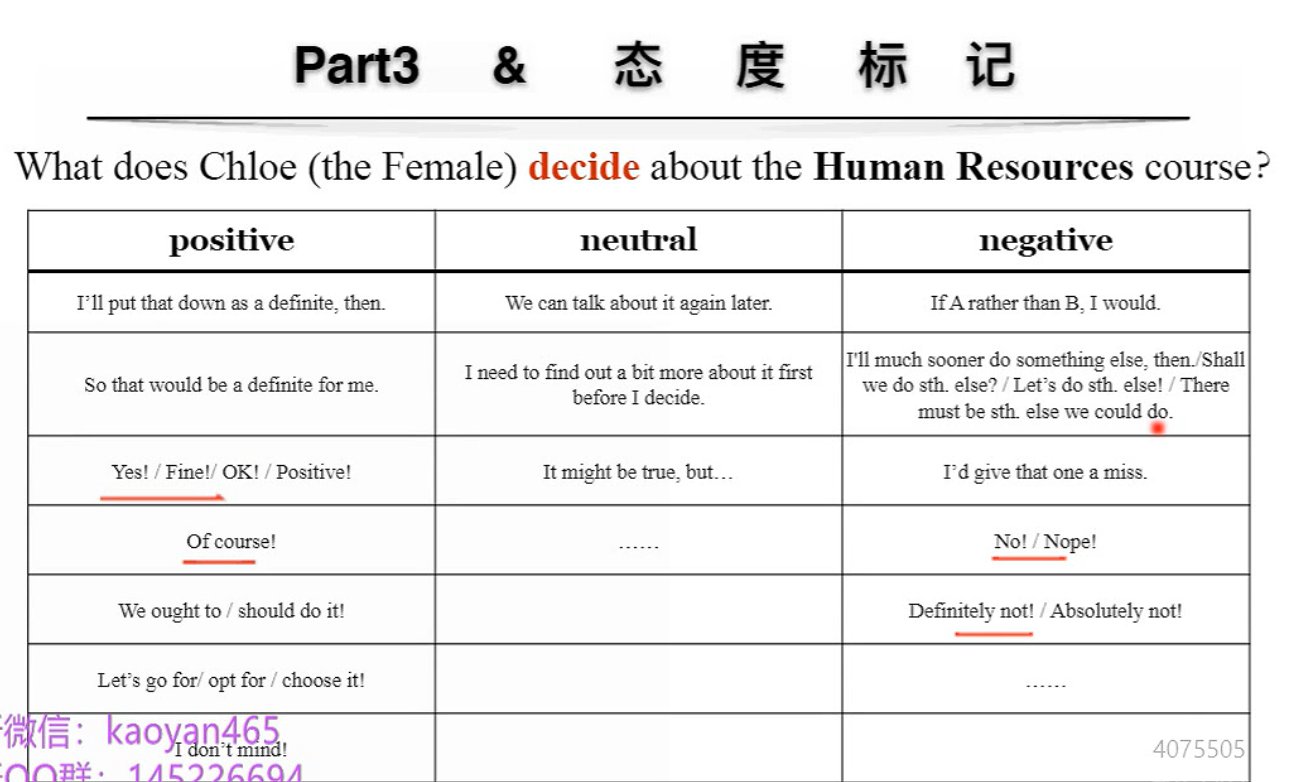 Part3 & 态 度 标 记
What does Chloe (the Female) decide about the Human Resources course?
positive neutral negative
I’ll put that down as a definite, then. We can talk about it again later. If A rather than B, I would.
So that would be a definite for me.
I need to find out a bit more about it first
before I decide.
I'll much sooner do something else, then./Shall
we do sth. else? / Let’s do sth. else! / There
must be sth. else we could do.
Yes! / Fine!/ OK! / Positive! It might be true, but… I’d give that one a miss.
Of course! …… No! / Nope!
We ought to / should do it! Definitely not! / Absolutely not!
Let’s go for/ opt for / choose it! ……
微信：kaoyan465
I don’t mind!
4075505
QQ群：145226694